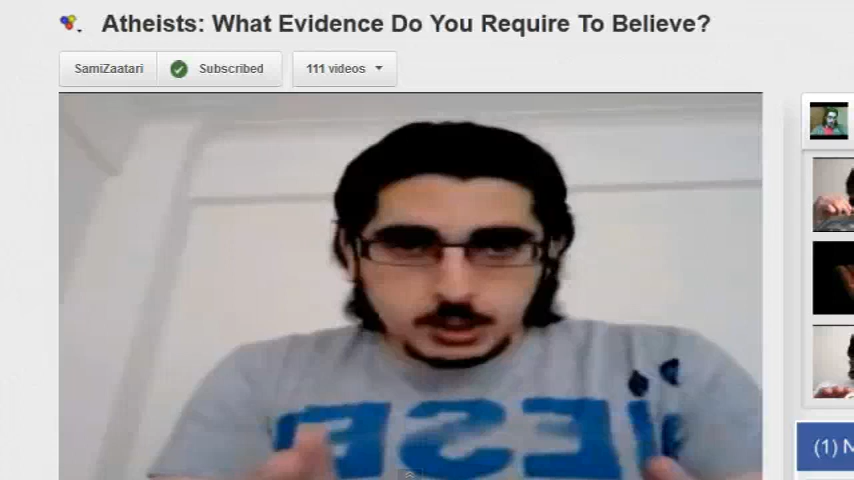 Atheists: What Evidence Do You Require To Believe?
SamiZaatari Subscribed 111 videos
(1)